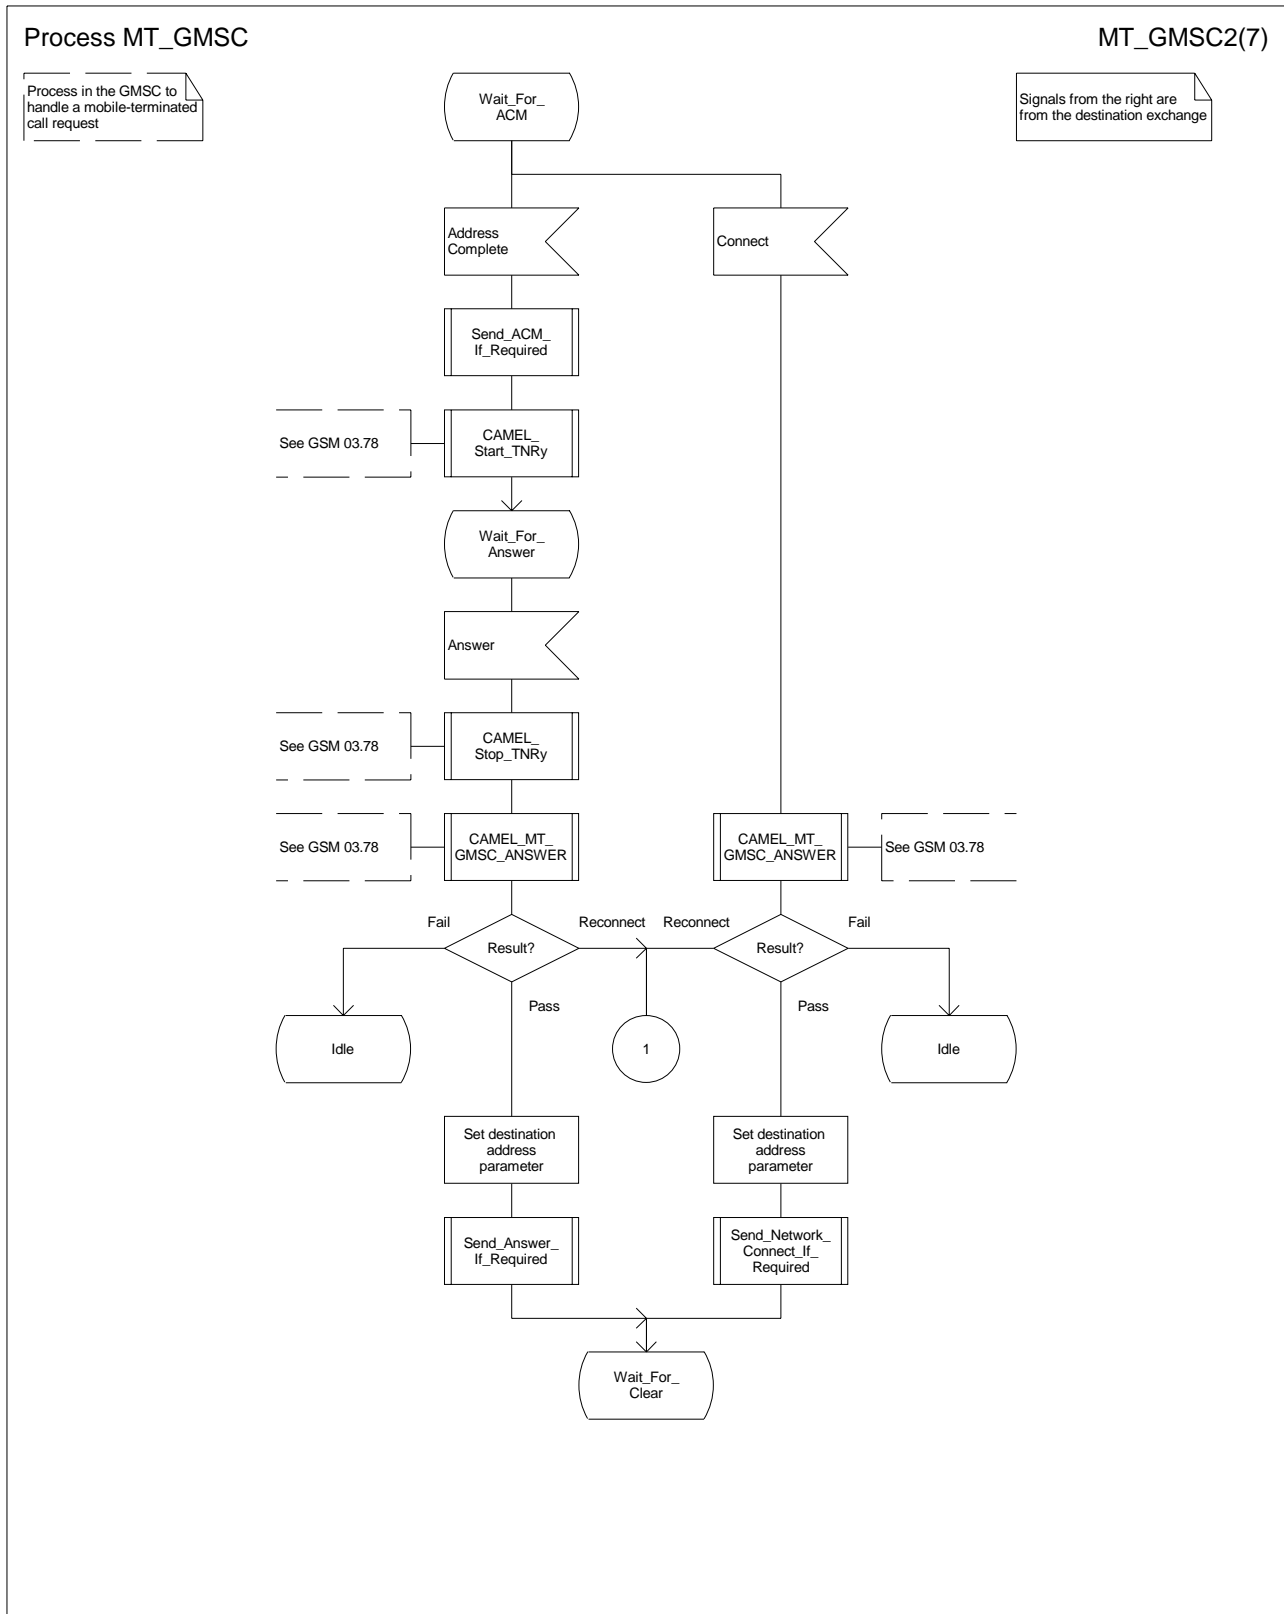 Process MT_GMSC
MT_GMSC2(7)
Process in the GMSC to
handle a mobile-terminated
call request
Signals from the right are
from the destination exchange
Wait_For_
ACM
Address
Complete
Connect
Send_ACM_
If_Required
See GSM 03.78
CAMEL_
Start_TNRy
Wait_For_
Answer
Answer
See GSM 03.78
CAMEL_
Stop_TNRy
See GSM 03.78
CAMEL_MT_
GMSC_ANSWER
CAMEL_MT_
GMSC_ANSWER
See GSM 03.78
Fail
Reconnect
Reconnect
Fail
Result?
Result?
Pass
Pass
Idle
1
Idle
Set destination
address
parameter
Set destination
address
parameter
Send_Answer_
If_Required
Send_Network_
Connect_If_
Required
Wait_For_
Clear